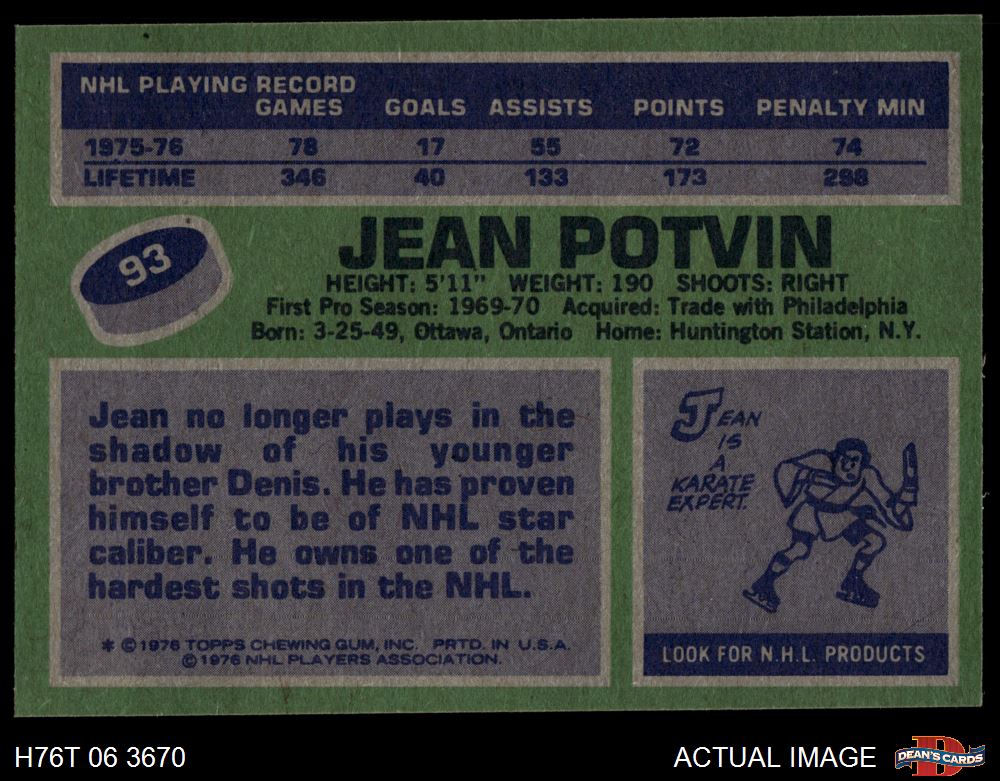 NHL PLAYING RECORD
GAMES GOALS ASSISTS POINTS PENALTY MIN
1975-76 78 17 55 72 74
LIFETIME 346 40 133 173 298
93
JEAN POTVIN
HEIGHT: 5'11" WEIGHT: 190 SHOOTS: RIGHT
First Pro Season: 1969-70 Acquired: Trade with Philadelphia
Born: 3-25-49, Ottawa, Ontario Home: Huntington Station, N.Y.
Jean no longer plays in the
shadow of his younger
brother Denis. He has proven
himself to be of NHL star
caliber. He owns one of the
hardest shots in the NHL.
* ©1976 TOPPS CHEWING GUM, INC. PRTD. IN U.S.A.
©1976 NHL PLAYERS ASSOCIATION.
JEAN
IS
A
KARATE
EXPERT.
LOOK FOR N.H.L. PRODUCTS
H76T 06 3670
ACTUAL IMAGE
D
DEAN'S CARDS